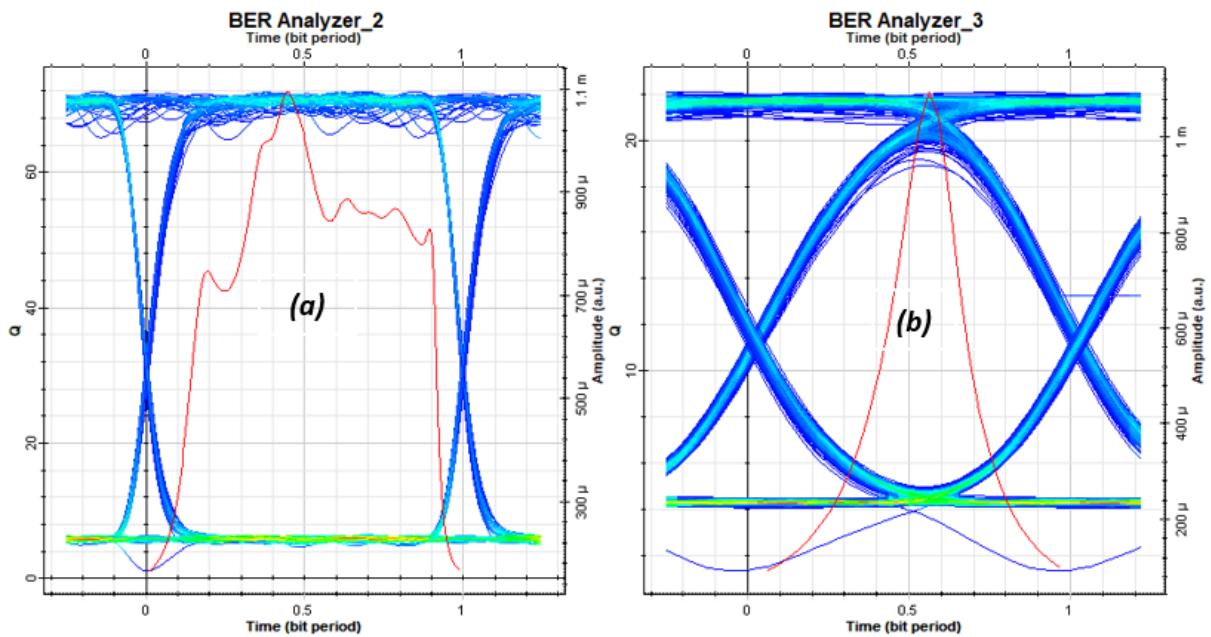 BER Analyzer_2
Time (bit period)
0 0.5 1
Q
60
40
20
0
(a)
1.1 m
900 µ
700 µ
500 µ
300 µ
Amplitude (a.u.)
0 0.5 1
Time (bit period)
BER Analyzer_3
Time (bit period)
0 0.5 1
Q
20
10
(b)
1 m
800 µ
600 µ
400 µ
200 µ
Amplitude (a.u.)
0 0.5 1
Time (bit period)